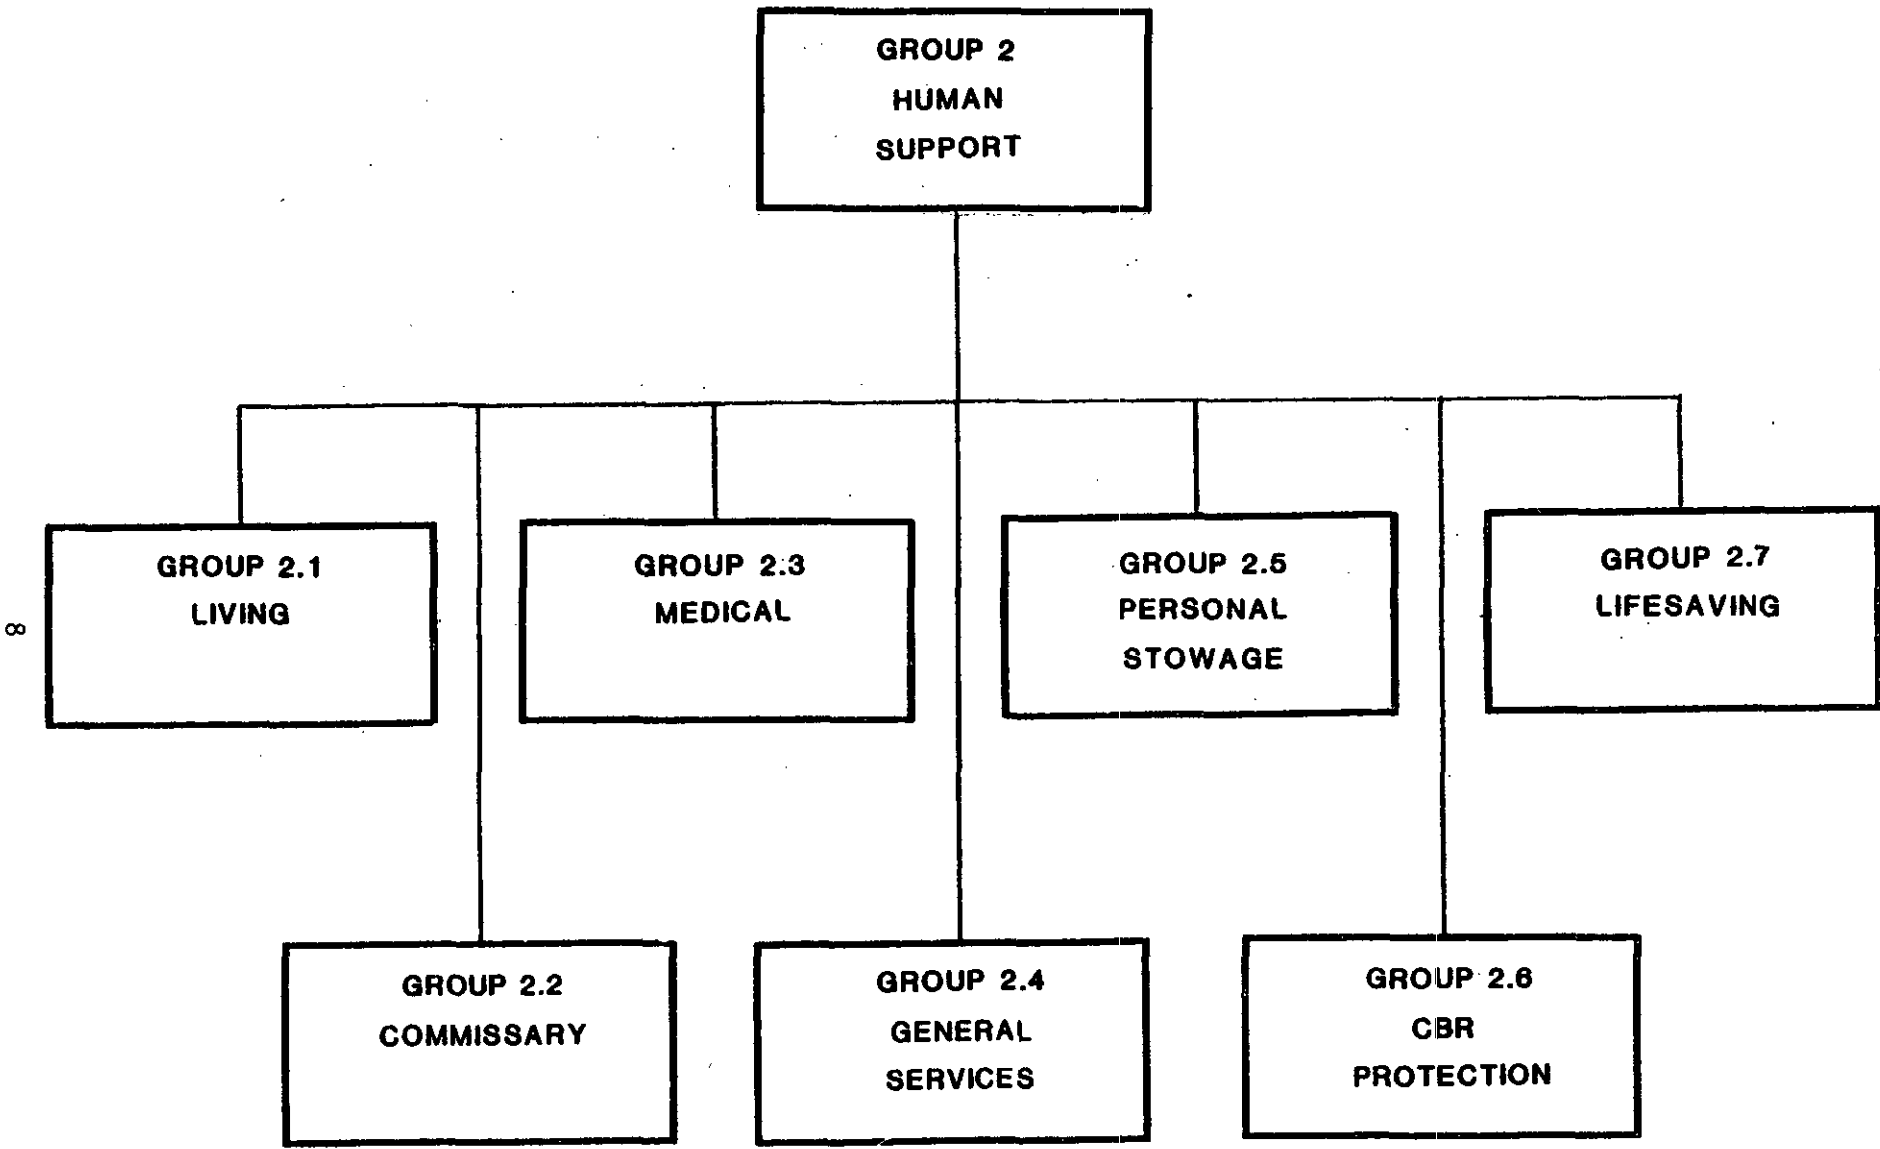 GROUP 2
HUMAN
SUPPORT
GROUP 2.1
LIVING
GROUP 2.3
MEDICAL
GROUP 2.5
PERSONAL
STOWAGE
GROUP 2.7
LIFESAVING
8
GROUP 2.2
COMMISSARY
GROUP 2.4
GENERAL
SERVICES
GROUP 2.6
CBR
PROTECTION